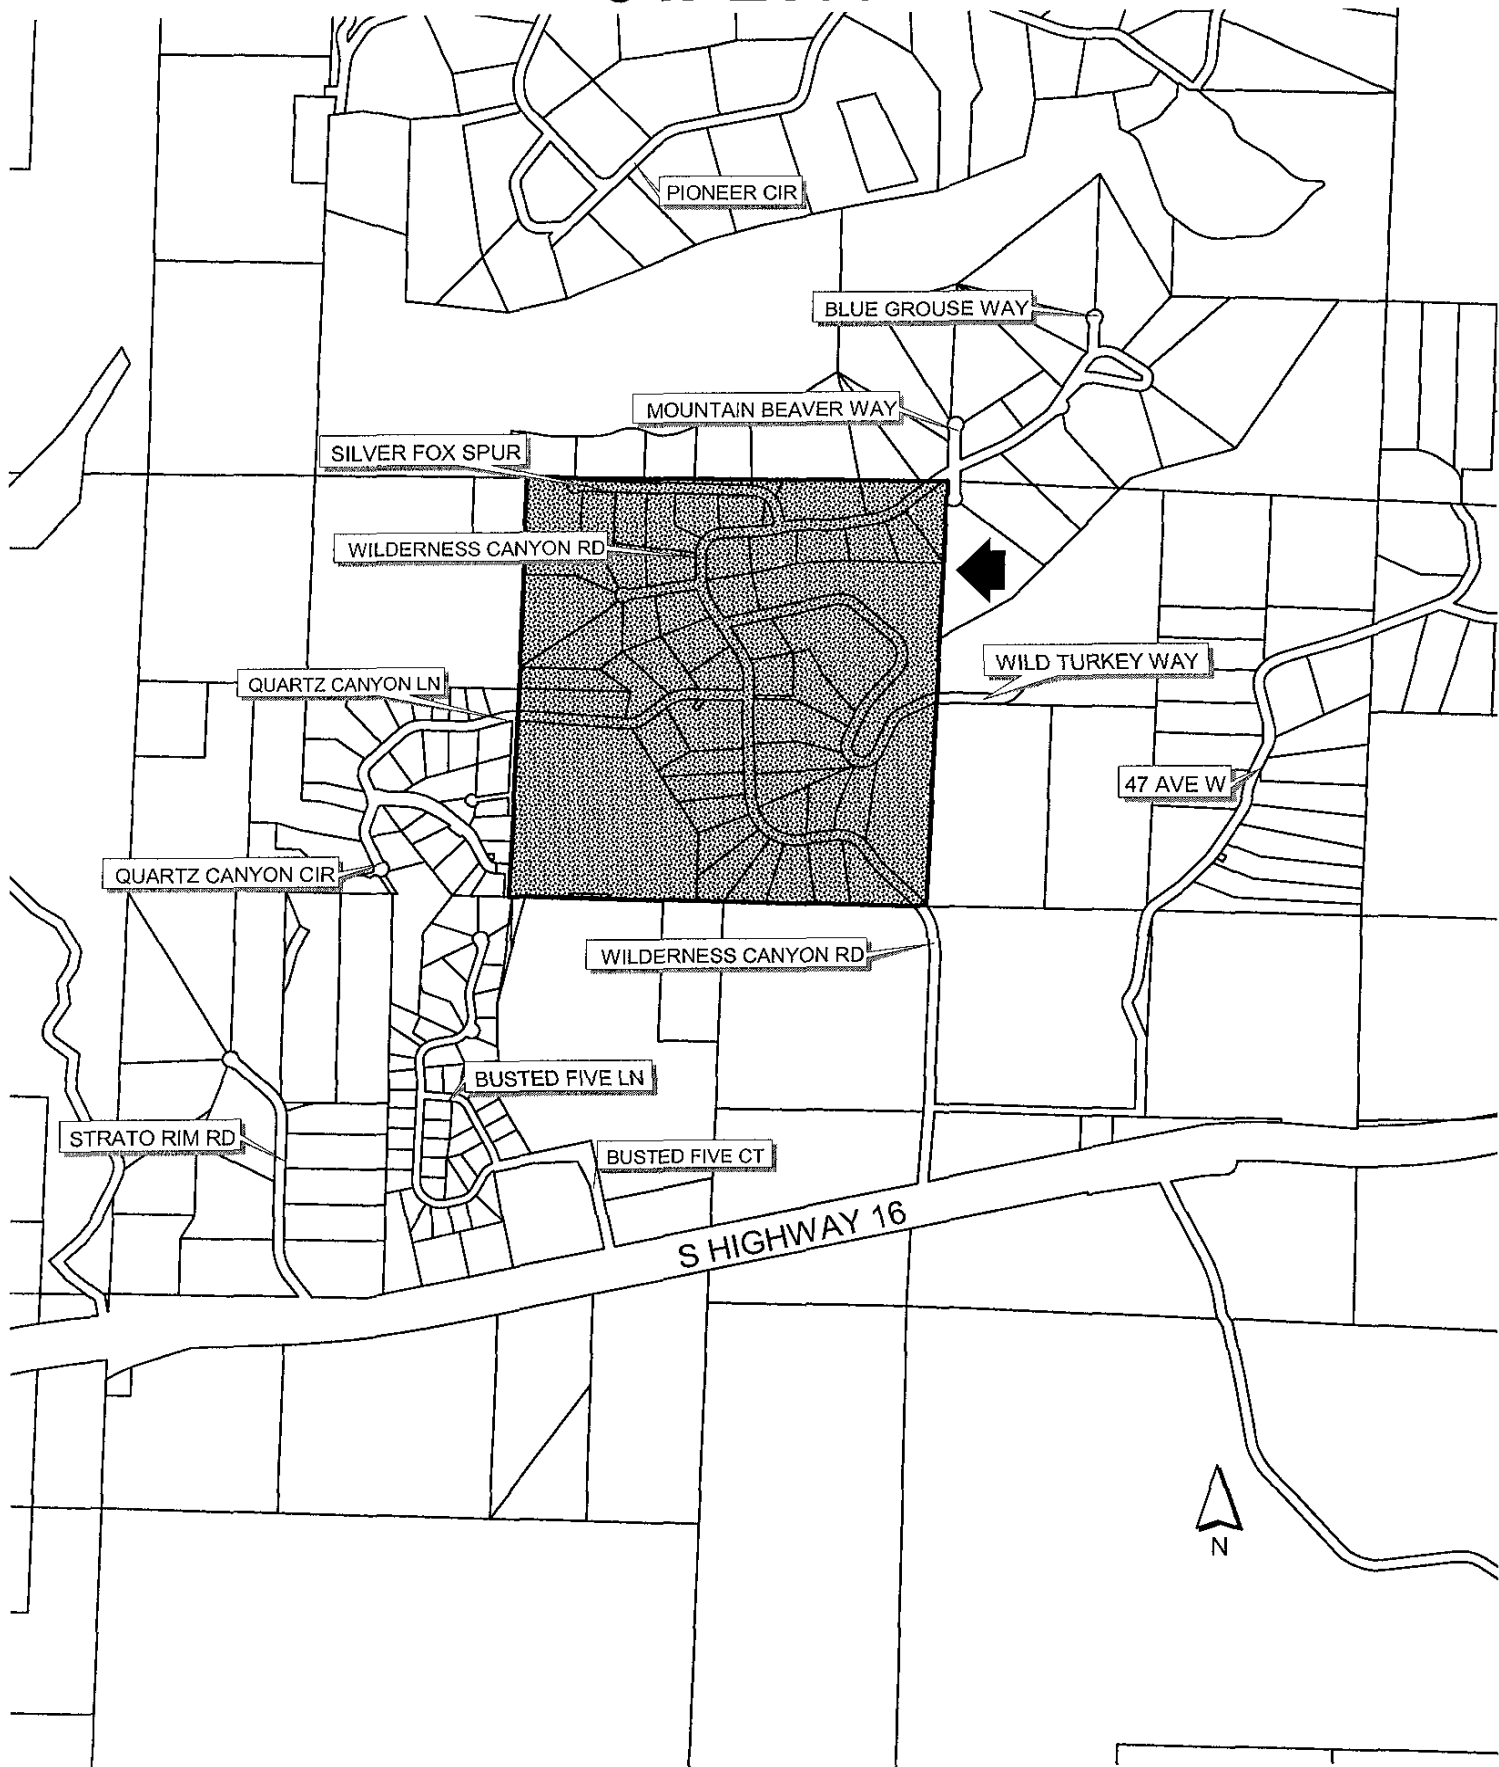 PIONEER CIR
BLUE GROUSE WAY
MOUNTAIN BEAVER WAY
SILVER FOX SPUR
WILDERNESS CANYON RD
WILD TURKEY WAY
QUARTZ CANYON LN
47 AVE W
QUARTZ CANYON CIR
WILDERNESS CANYON RD
BUSTED FIVE LN
STRATO RIM RD
BUSTED FIVE CT
S HIGHWAY 16
N